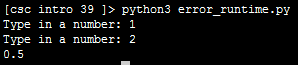 [csc intro 39 ]> python3 error_runtime.py
Type in a number: 1
Type in a number: 2
0.5